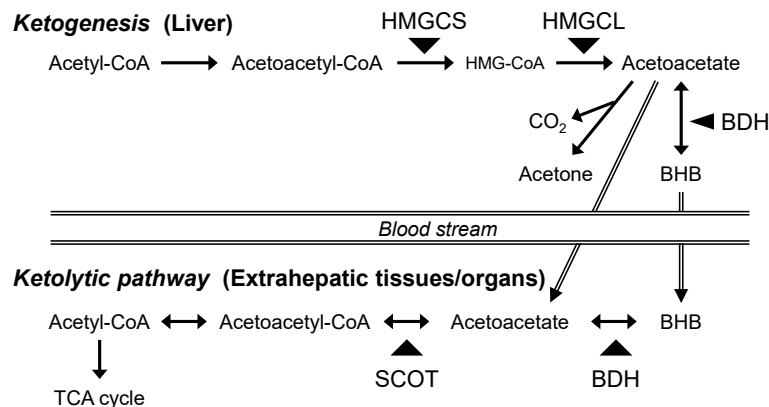 Ketogenesis (Liver)
HMGCS HMGCL
Acetyl-CoA Acetoacetyl-CoA HMG-CoA Acetoacetate
CO₂ BDH
Acetone BHB
Blood stream
Ketolytic pathway (Extrahepatic tissues/organs)
Acetyl-CoA Acetoacetyl-CoA Acetoacetate BHB
SCOT BDH
TCA cycle